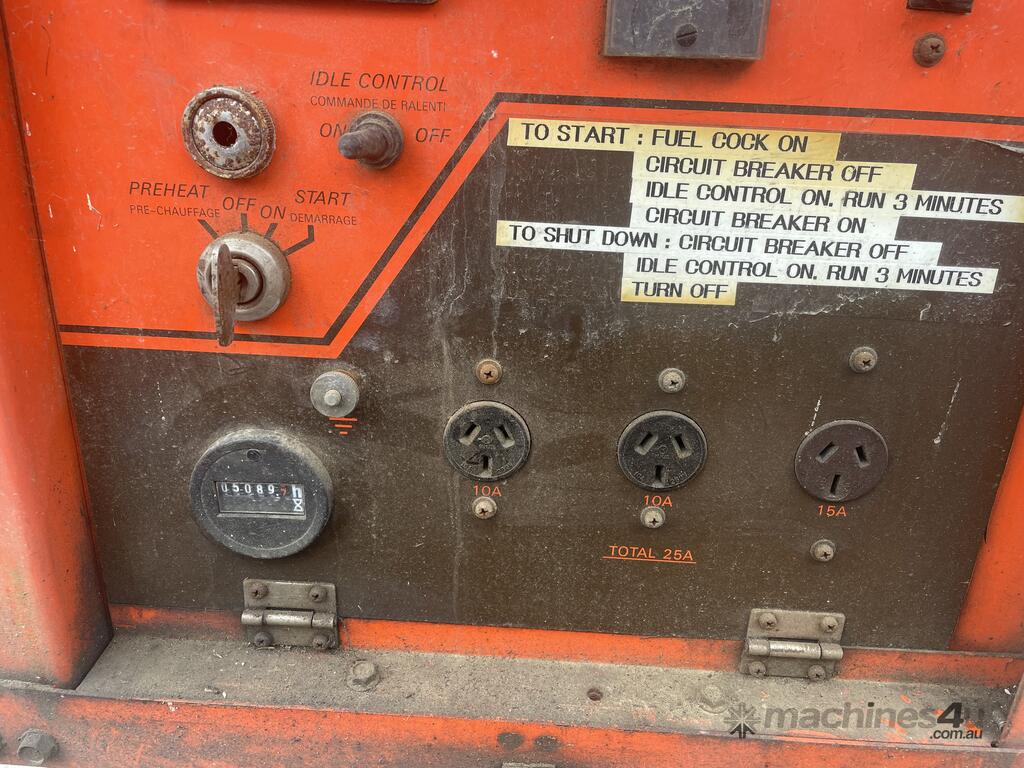 IDLE CONTROL
COMMANDE DE RALENTI
ON OFF
PREHEAT OFF ON START
PRE-CHAUFFAGE DEMARRAGE
TO START : FUEL COCK ON
CIRCUIT BREAKER OFF
IDLE CONTROL ON. RUN 3 MINUTES
CIRCUIT BREAKER ON
TO SHUT DOWN : CIRCUIT BREAKER OFF
IDLE CONTROL ON. RUN 3 MINUTES
TURN OFF
05089 h
10A
10A
15A
TOTAL 25A
machines4u
.com.au